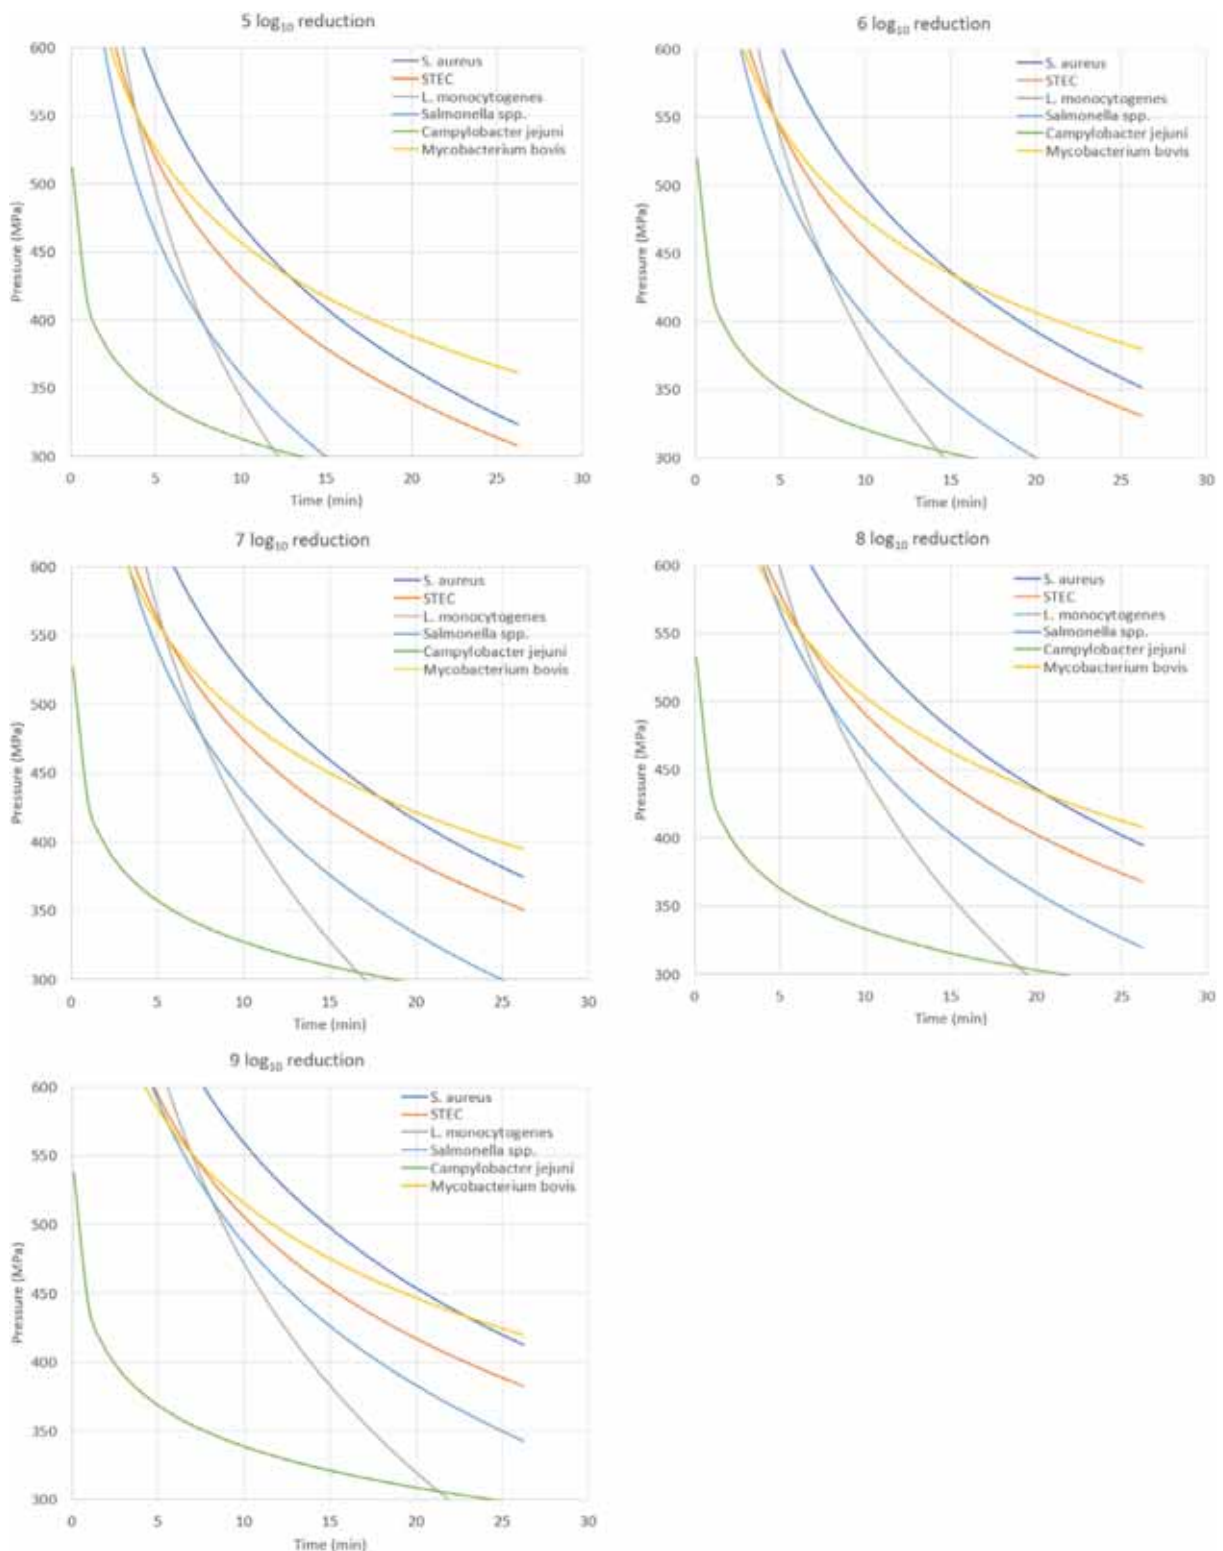 5 log₁₀ reduction
600
550
500
450
400
350
300
Pressure (MPa)
S. aureus
STEC
L. monocytogenes
Salmonella spp.
Campylobacter jejuni
Mycobacterium bovis
0 5 10 15 20 25 30
Time (min)
6 log₁₀ reduction
600
550
500
450
400
350
300
Pressure (MPa)
S. aureus
STEC
L. monocytogenes
Salmonella spp.
Campylobacter jejuni
Mycobacterium bovis
0 5 10 15 20 25 30
Time (min)
7 log₁₀ reduction
600
550
500
450
400
350
300
Pressure (MPa)
S. aureus
STEC
L. monocytogenes
Salmonella spp.
Campylobacter jejuni
Mycobacterium bovis
0 5 10 15 20 25 30
Time (min)
8 log₁₀ reduction
600
550
500
450
400
350
300
Pressure (MPa)
S. aureus
STEC
L. monocytogenes
Salmonella spp.
Campylobacter jejuni
Mycobacterium bovis
0 5 10 15 20 25 30
Time (min)
9 log₁₀ reduction
600
550
500
450
400
350
300
Pressure (MPa)
S. aureus
STEC
L. monocytogenes
Salmonella spp.
Campylobacter jejuni
Mycobacterium bovis
0 5 10 15 20 25 30
Time (min)